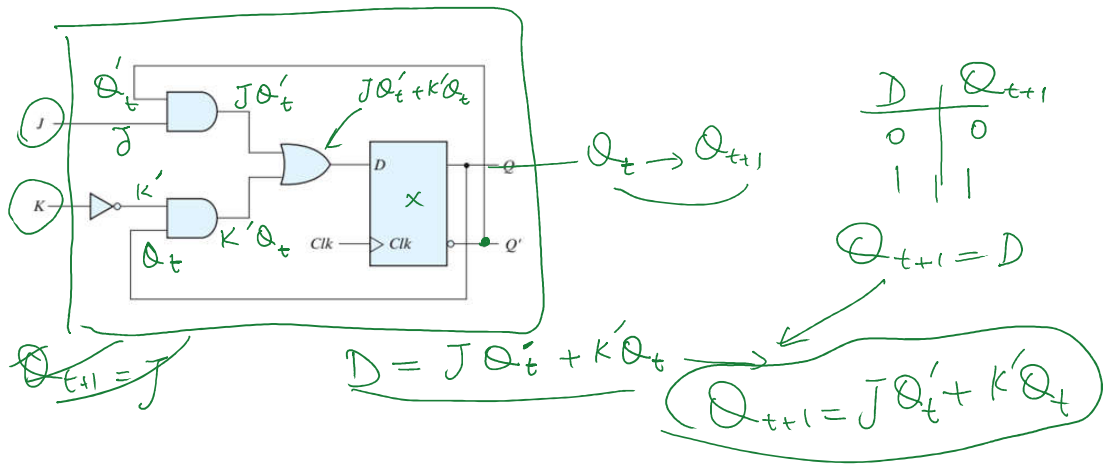 Q't
J
J
JQ't
JQ't + K'Qt
K
K'
Qt
K'Qt
D
X
Clk
Clk
Q
Q'
Qt → Qt+1
D Qt+1
0 0
1 1
Qt+1 = D
Qt+1 = J
D = JQ't + K'Qt
Qt+1 = JQ't + K'Qt